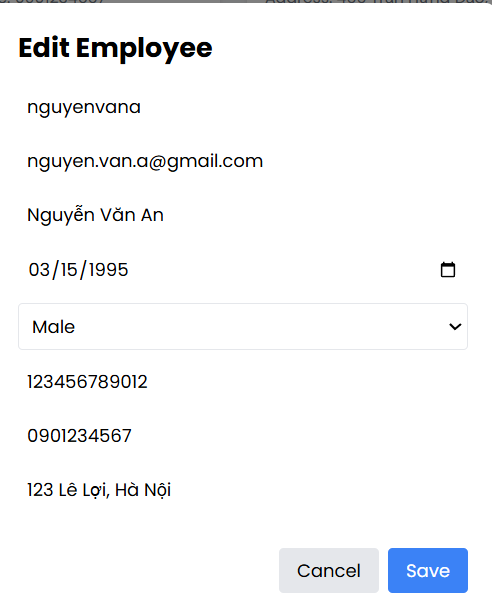 Edit Employee
nguyenvana
nguyen.van.a@gmail.com
Nguyễn Văn An
03/15/1995
Male
123456789012
0901234567
123 Lê Lợi, Hà Nội
Cancel
Save